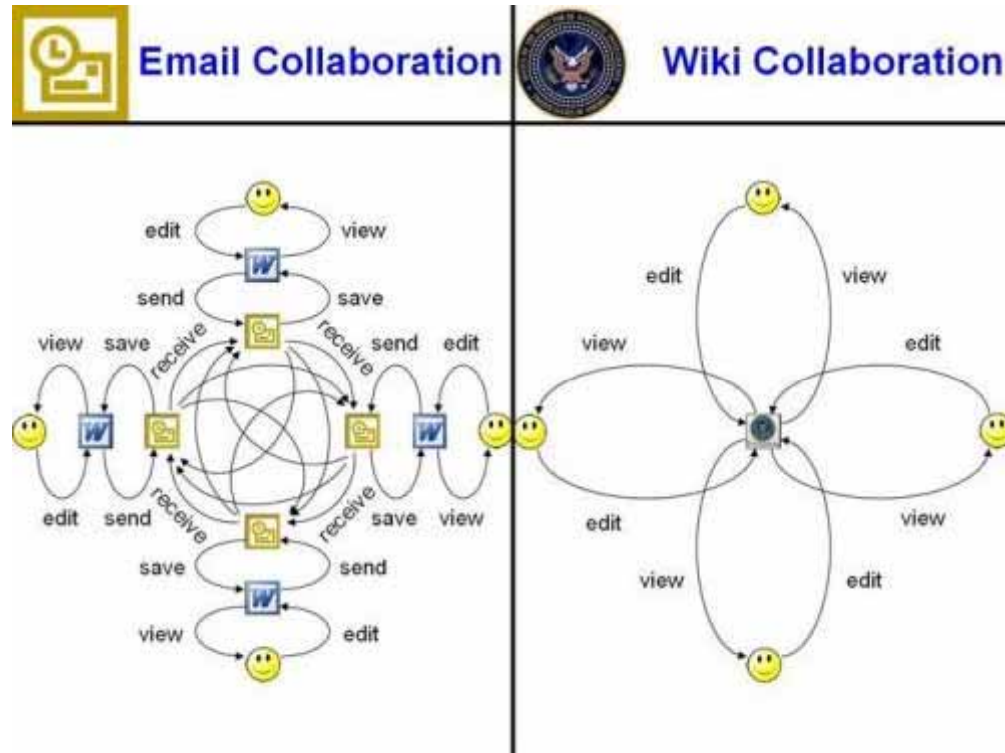 Email Collaboration
Wiki Collaboration
edit view
W
send save
receive receive
view save send edit
W W
edit send save view
receive receive
save send
W
view edit
edit view
view edit
edit view
view edit